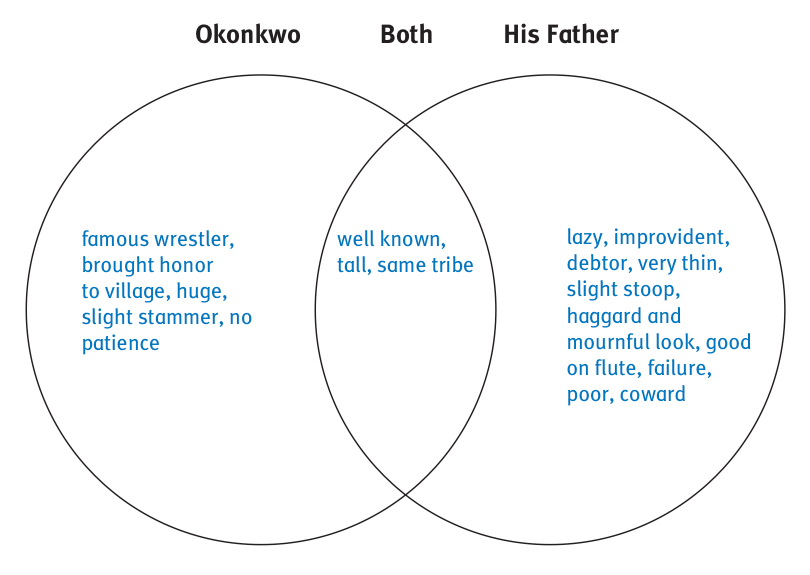 Okonkwo
Both
His Father
famous wrestler,
brought honor
to village, huge,
slight stammer, no
patience
well known,
tall, same tribe
lazy, improvident,
debtor, very thin,
slight stoop,
haggard and
mournful look, good
on flute, failure,
poor, coward